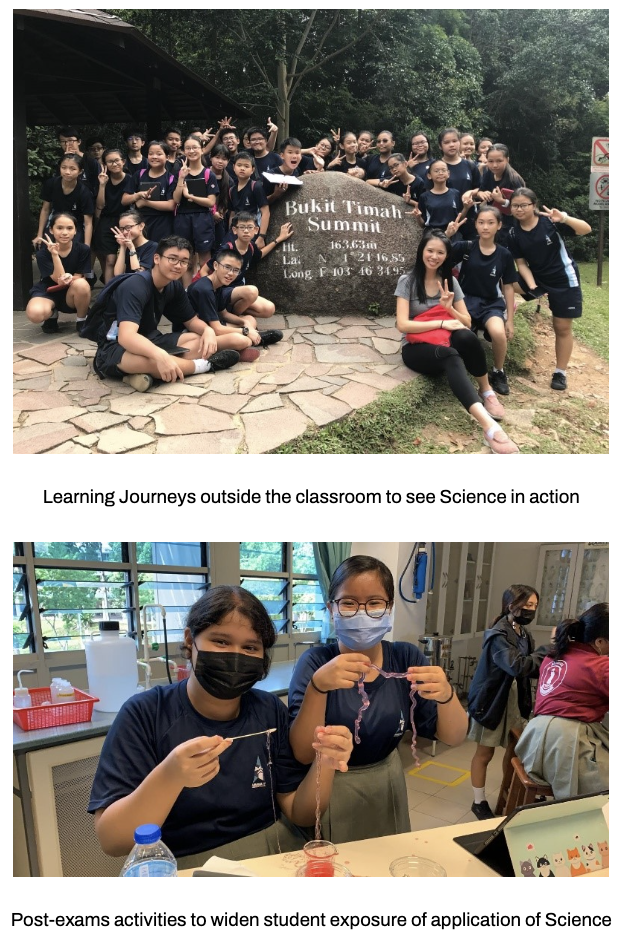 Bukit Timah
Summit
Ht. 163.63m
La. N 1° 21' 16.85
Long. E 103° 46' 34.95
Learning Journeys outside the classroom to see Science in action
Post-exams activities to widen student exposure of application of Science